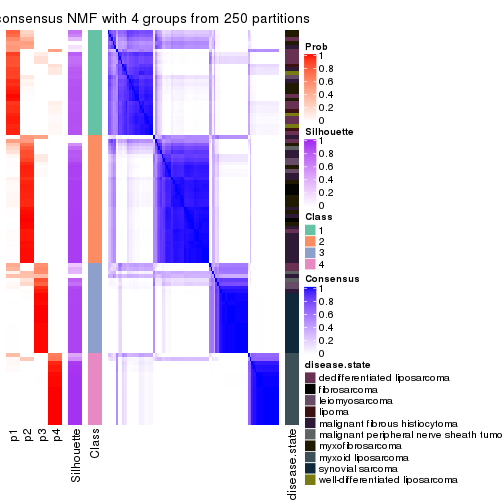 consensus NMF with 4 groups from 250 partitions
Prob
1
0.8
0.6
0.4
0.2
0
Silhouette
1
0.8
0.6
0.4
0.2
0
Class
1
2
3
4
Consensus
1
0.8
0.6
0.4
0.2
0
disease.state
dedifferentiated liposarcoma
fibrosarcoma
leiomyosarcoma
lipoma
malignant fibrous histiocytoma
malignant peripheral nerve sheath tumo
myxofibrosarcoma
myxoid liposarcoma
synovial sarcoma
well-differentiated liposarcoma
p1
p2
p3
p4
Silhouette
Class
disease.state